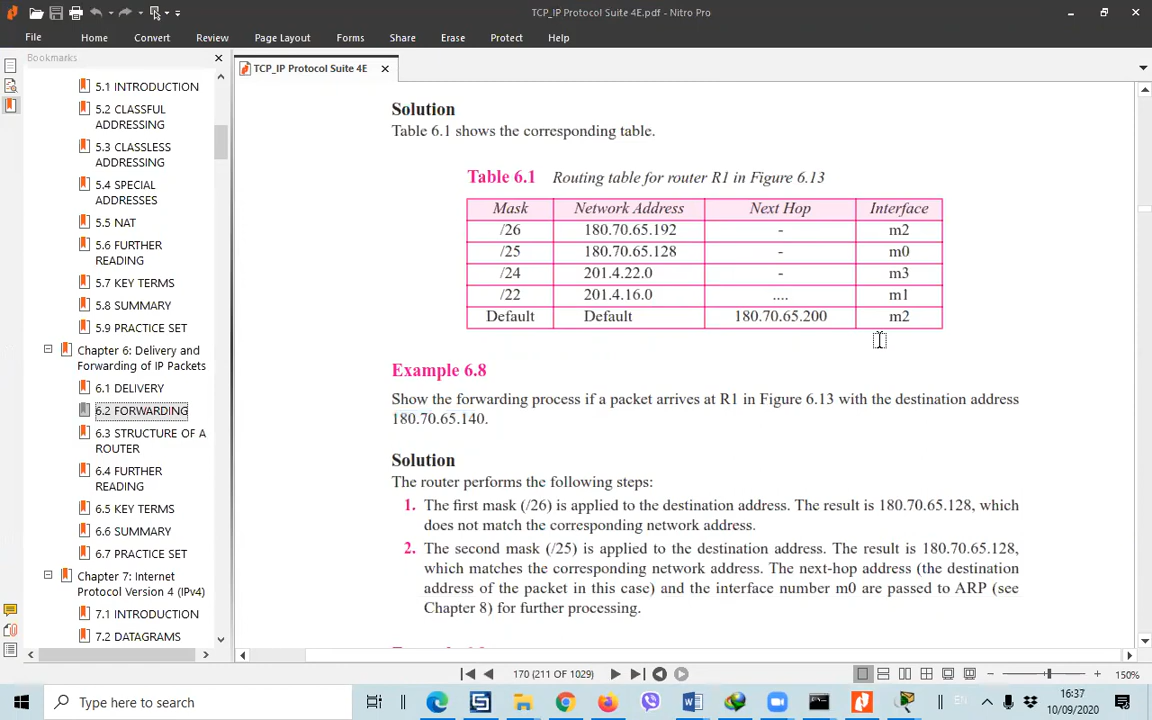 TCP_IP Protocol Suite 4E.pdf - Nitro Pro
File Home Convert Review Page Layout Forms Share Erase Protect Help
Bookmarks
TCP_IP Protocol Suite 4E
5.1 INTRODUCTION
5.2 CLASSFUL
ADDRESSING
5.3 CLASSLESS
ADDRESSING
5.4 SPECIAL
ADDRESSES
5.5 NAT
5.6 FURTHER
READING
5.7 KEY TERMS
5.8 SUMMARY
5.9 PRACTICE SET
Chapter 6: Delivery and
Forwarding of IP Packets
6.1 DELIVERY
6.2 FORWARDING
6.3 STRUCTURE OF A
ROUTER
6.4 FURTHER
READING
6.5 KEY TERMS
6.6 SUMMARY
6.7 PRACTICE SET
Chapter 7: Internet
Protocol Version 4 (IPv4)
7.1 INTRODUCTION
7.2 DATAGRAMS
Solution
Table 6.1 shows the corresponding table.
Table 6.1 Routing table for router R1 in Figure 6.13
Mask Network Address Next Hop Interface
/26 180.70.65.192 - m2
/25 180.70.65.128 - m0
/24 201.4.22.0 - m3
/22 201.4.16.0 .... m1
Default Default 180.70.65.200 m2
Example 6.8
Show the forwarding process if a packet arrives at R1 in Figure 6.13 with the destination address
180.70.65.140.
Solution
The router performs the following steps:
1. The first mask (/26) is applied to the destination address. The result is 180.70.65.128, which
does not match the corresponding network address.
2. The second mask (/25) is applied to the destination address. The result is 180.70.65.128,
which matches the corresponding network address. The next-hop address (the destination
address of the packet in this case) and the interface number m0 are passed to ARP (see
Chapter 8) for further processing.
170 (211 of 1029)
150%
Type here to search
EN
16:37
10/09/2020